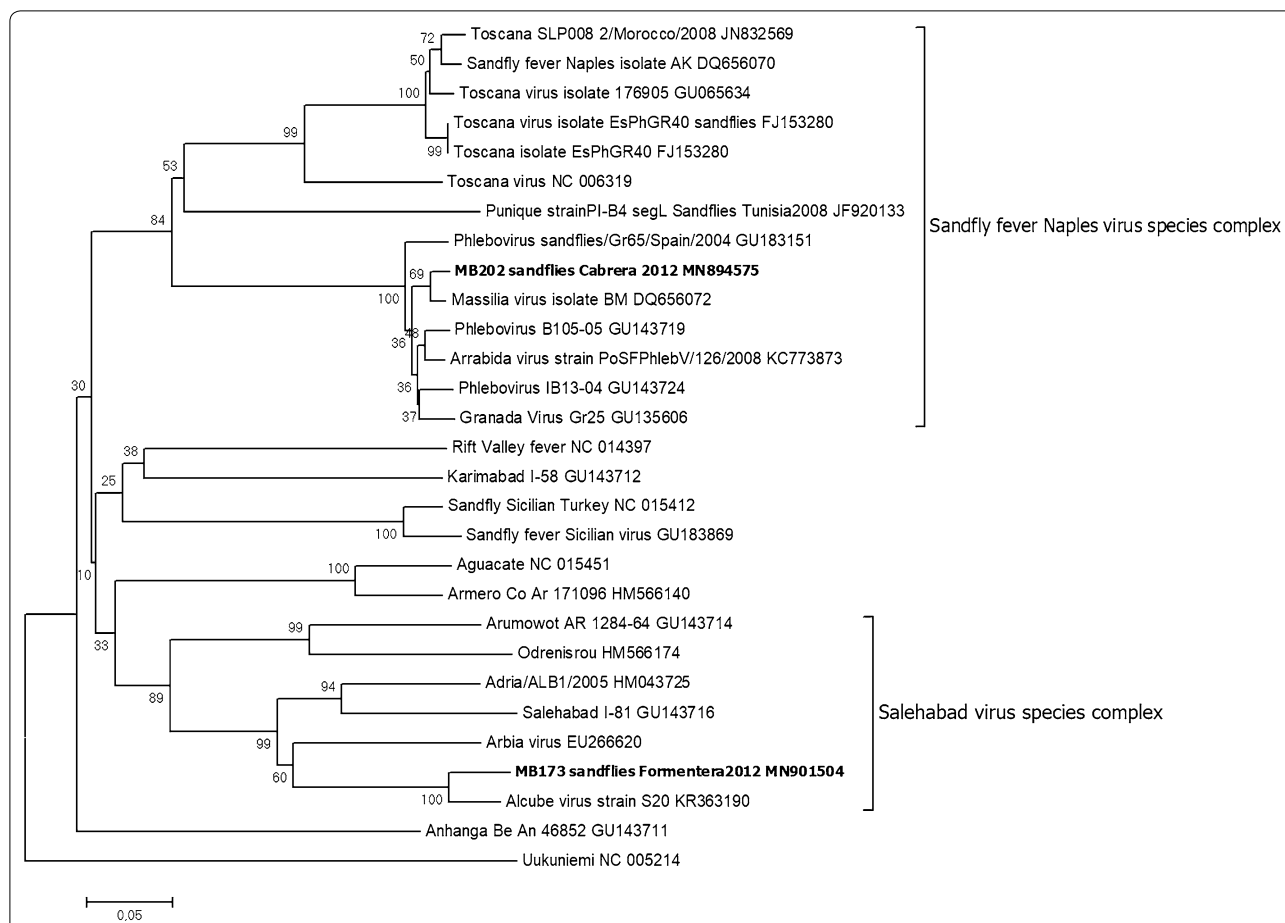 72
Toscana SLP008 2/Morocco/2008 JN832569
50
Sandfly fever Naples isolate AK DQ656070
100
Toscana virus isolate 176905 GU065634
99
Toscana virus isolate EsPhGR40 sandflies FJ153280
99
Toscana isolate EsPhGR40 FJ153280
53
Toscana virus NC 006319
84
Punique strainPI-B4 segL Sandflies Tunisia2008 JF920133
Sandfly fever Naples virus species complex
Phlebovirus sandflies/Gr65/Spain/2004 GU183151
69
MB202 sandflies Cabrera 2012 MN894575
100
Massilia virus isolate BM DQ656072
48
Phlebovirus B105-05 GU143719
36
Arrabida virus strain PoSFPhlebV/126/2008 KC773873
30
36
Phlebovirus IB13-04 GU143724
37
Granada Virus Gr25 GU135606
38
Rift Valley fever NC 014397
25
Karimabad I-58 GU143712
Sandfly Sicilian Turkey NC 015412
100
Sandfly fever Sicilian virus GU183869
10
100
Aguacate NC 015451
Armero Co Ar 171096 HM566140
33
99
Arumowot AR 1284-64 GU143714
Odrenisrou HM566174
89
94
Adria/ALB1/2005 HM043725
Salehabad I-81 GU143716
Salehabad virus species complex
99
Arbia virus EU266620
60
MB173 sandflies Formentera2012 MN901504
100
Alcube virus strain S20 KR363190
Anhanga Be An 46852 GU143711
Uukuniemi NC 005214
0,05